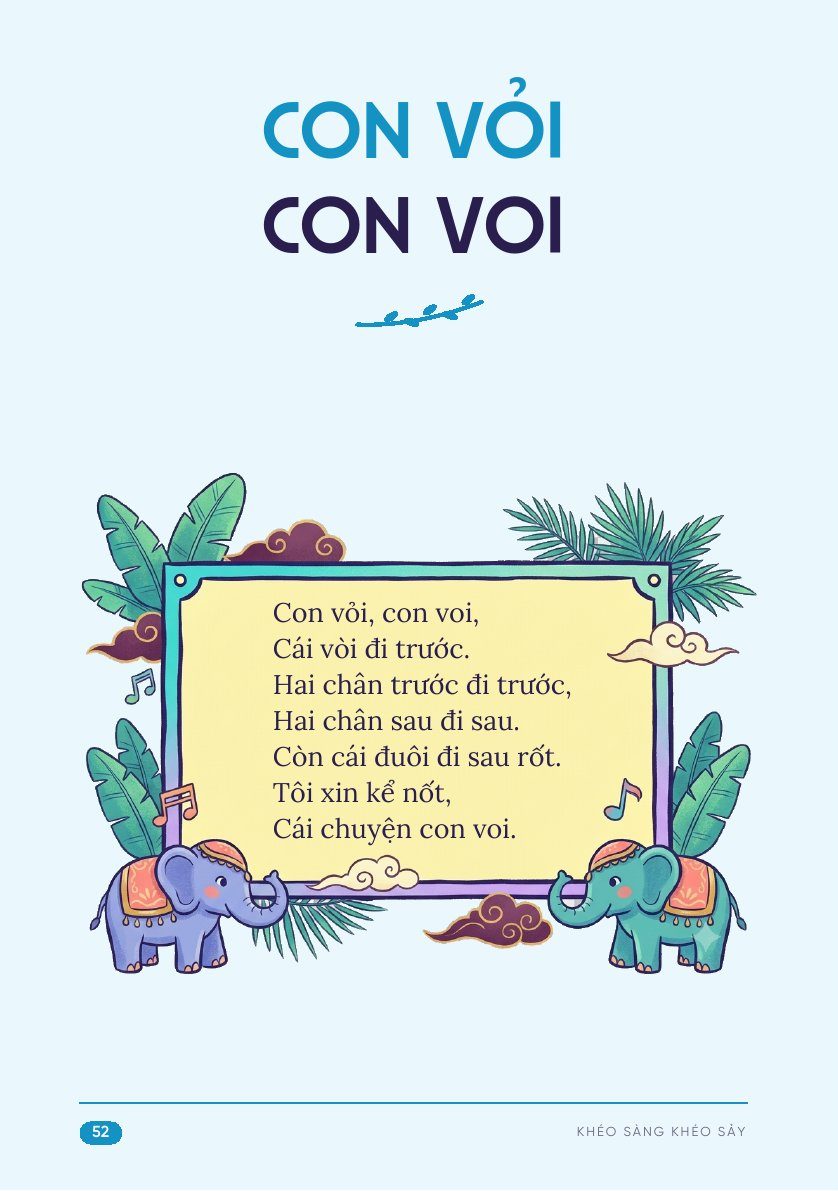 CON VỎI
CON VOI
Con vỏi, con voi,
Cái vòi đi trước.
Hai chân trước đi trước,
Hai chân sau đi sau.
Còn cái đuôi đi sau rốt.
Tôi xin kể nốt,
Cái chuyện con voi.
52
KHÉO SÀNG KHÉO SẢY